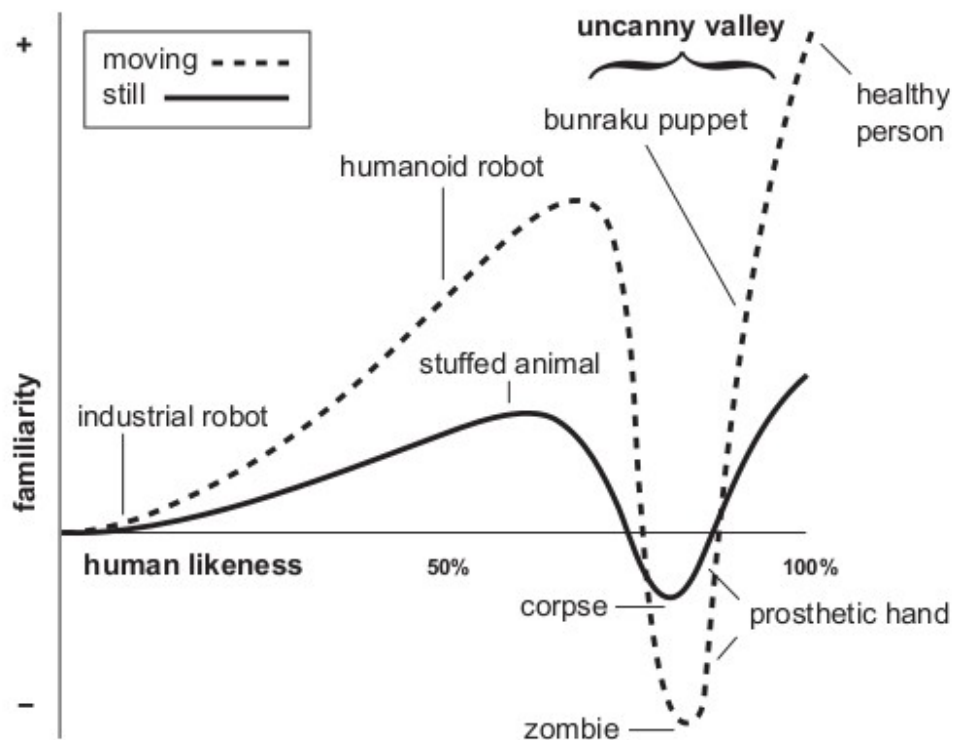 +
uncanny valley
moving
still
healthy
person
bunraku puppet
humanoid robot
stuffed animal
industrial robot
familiarity
human likeness
50%
100%
corpse
prosthetic hand
–
zombie